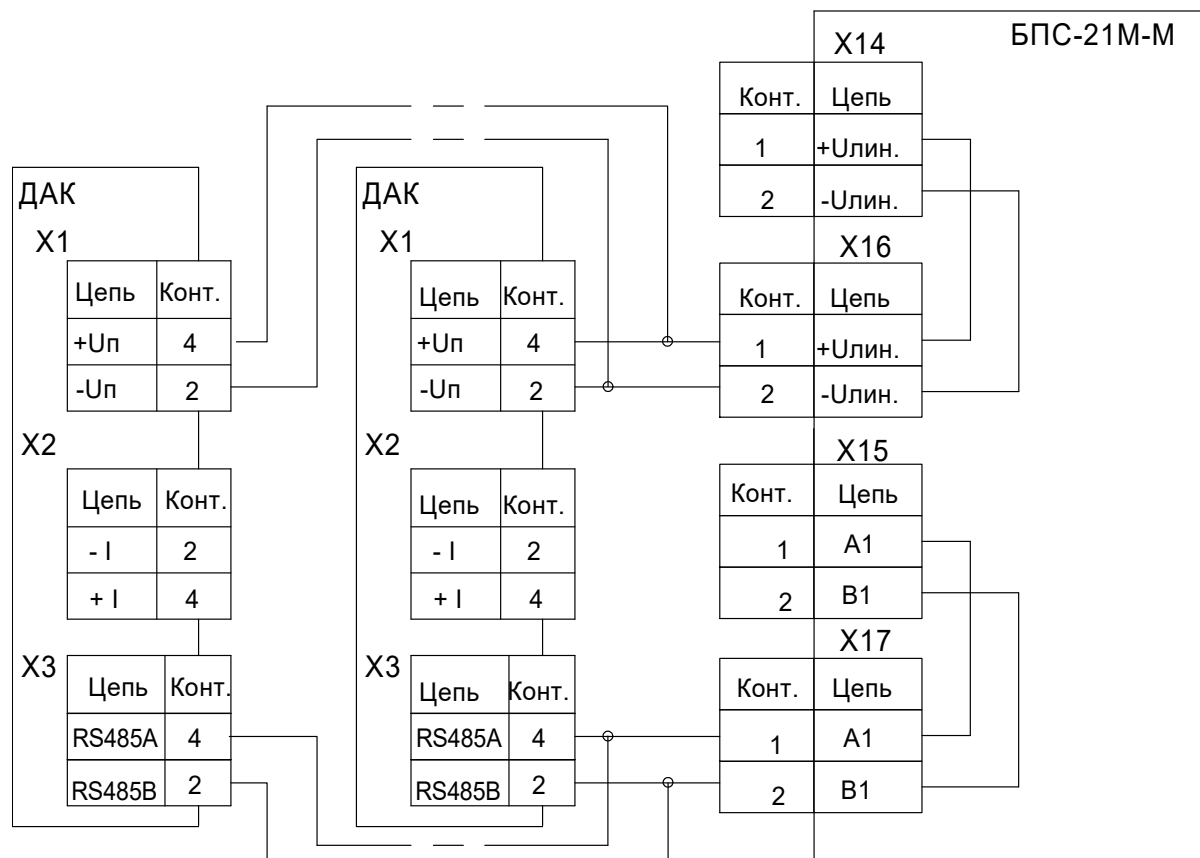 БПС-21М-М
X14
Конт. Цепь
1 +Uлин.
2 -Uлин.
X16
Конт. Цепь
1 +Uлин.
2 -Uлин.
X15
Конт. Цепь
1 A1
2 B1
X17
Конт. Цепь
1 A1
2 B1
ДАК
X1
Цепь Конт.
+Uп 4
-Uп 2
X2
Цепь Конт.
- I 2
+ I 4
X3
Цепь Конт.
RS485A 4
RS485B 2
ДАК
X1
Цепь Конт.
+Uп 4
-Uп 2
X2
Цепь Конт.
- I 2
+ I 4
X3
Цепь Конт.
RS485A 4
RS485B 2